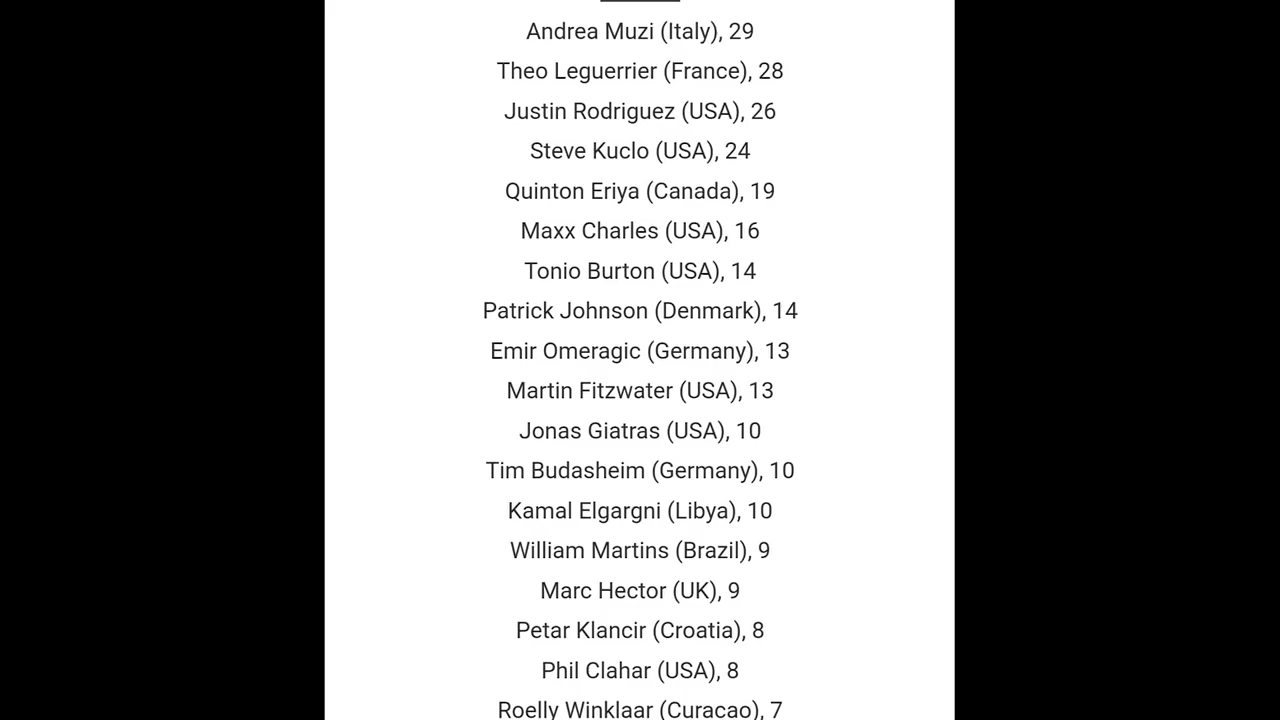 Andrea Muzi (Italy), 29
Theo Leguerrier (France), 28
Justin Rodriguez (USA), 26
Steve Kuclo (USA), 24
Quinton Eriya (Canada), 19
Maxx Charles (USA), 16
Tonio Burton (USA), 14
Patrick Johnson (Denmark), 14
Emir Omeragic (Germany), 13
Martin Fitzwater (USA), 13
Jonas Giatras (USA), 10
Tim Budasheim (Germany), 10
Kamal Elgargni (Libya), 10
William Martins (Brazil), 9
Marc Hector (UK), 9
Petar Klancir (Croatia), 8
Phil Clahar (USA), 8
Roelly Winklaar (Curacao), 7